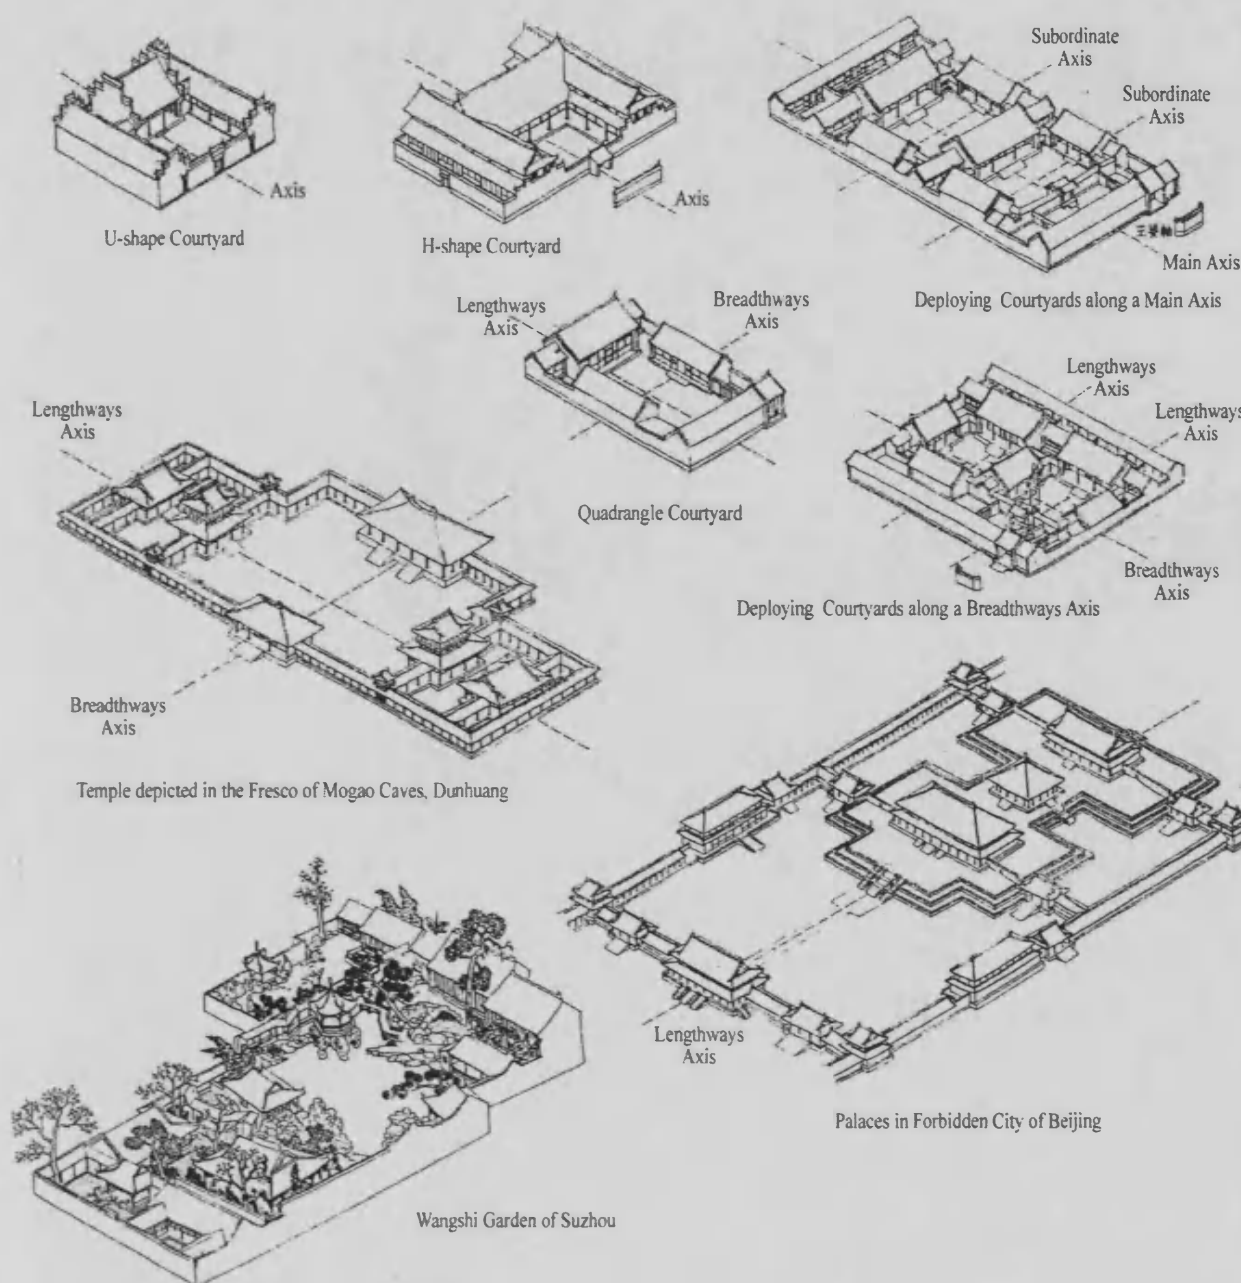 Subordinate
Axis
Subordinate
Axis
Axis
U-shape Courtyard
Axis
H-shape Courtyard
Main Axis
Deploying Courtyards along a Main Axis
Lengthways
Axis
Breadthways
Axis
Quadrangle Courtyard
Lengthways
Axis
Lengthways
Axis
Breadthways
Axis
Deploying Courtyards along a Breadthways Axis
Lengthways
Axis
Breadthways
Axis
Temple depicted in the Fresco of Mogao Caves, Dunhuang
Lengthways
Axis
Palaces in Forbidden City of Beijing
Wangshi Garden of Suzhou